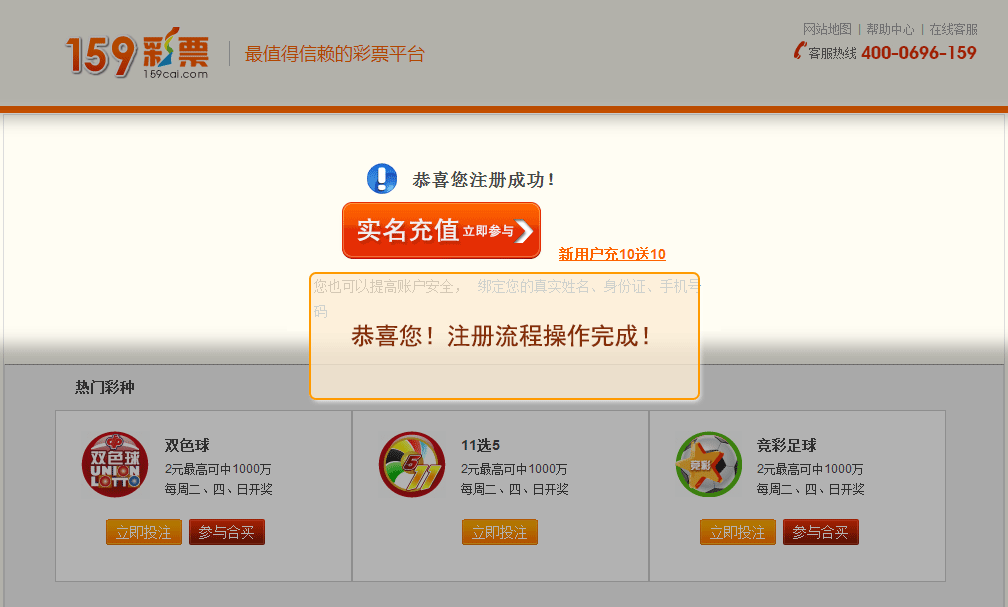 159彩票
159cai.com
最值得信赖的彩票平台
网站地图 | 帮助中心 | 在线客服
客服热线 400-0696-159
恭喜您注册成功！
实名充值 立即参与
新用户充10送10
您也可以提高账户安全， 绑定您的真实姓名、身份证、手机号
码
恭喜您！注册流程操作完成！
热门彩种
双色球
UNION
LOTTO
双色球
2元最高可中1000万
每周二、四、日开奖
立即投注 参与合买
5
11
11选5
2元最高可中1000万
每周二、四、日开奖
立即投注
竞彩
竞彩足球
2元最高可中1000万
每周二、四、日开奖
立即投注 参与合买